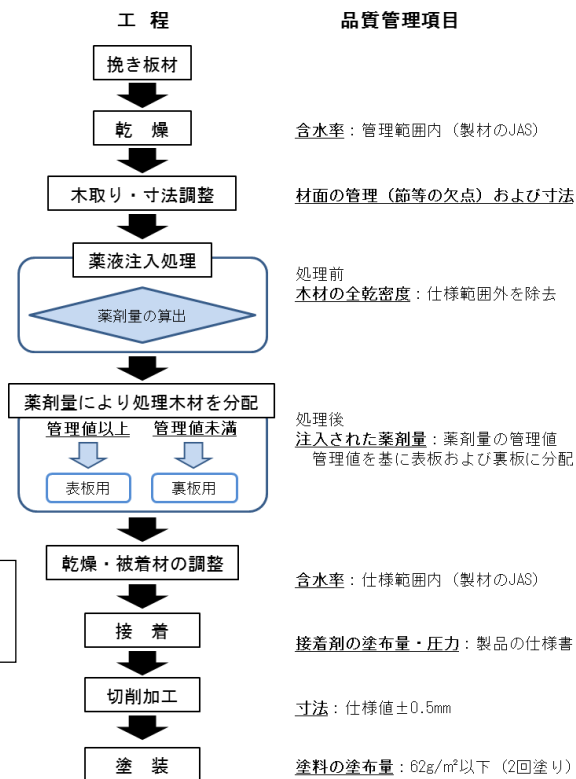 工 程
品質管理項目
挽き板材
乾 燥
含水率：管理範囲内（製材のJAS）
木取り・寸法調整
材面の管理（節等の欠点）および寸法
薬液注入処理
処理前
木材の全乾密度：仕様範囲外を除去
薬剤量の算出
薬剤量により処理木材を分配
管理値以上
管理値未満
処理後
注入された薬剤量：薬剤量の管理値
管理値を基に表板および裏板に分配
表板用
裏板用
乾燥・被着材の調整
含水率：仕様範囲内（製材のJAS）
接 着
接着剤の塗布量・圧力：製品の仕様書
切削加工
寸法：仕様値±0.5mm
塗 装
塗料の塗布量：62g/m²以下（2回塗り）